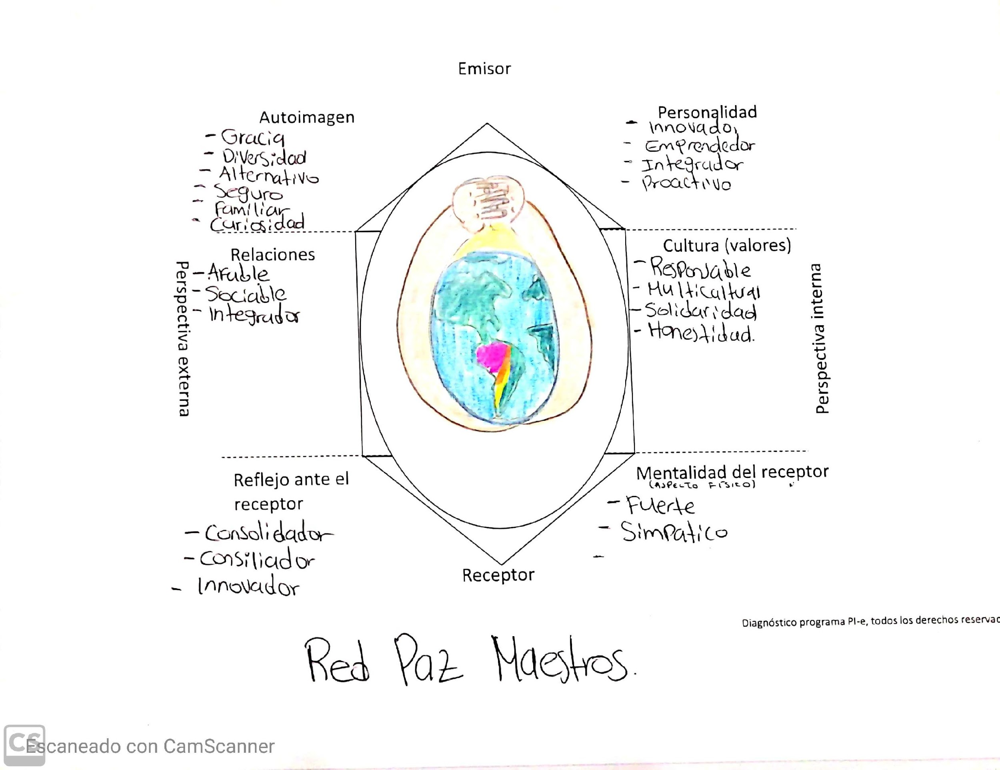 Emisor
Autoimagen
- Gracia
- Diversidad
- Alternativo
- Seguro
- Familiar
- Curiosidad
Personalidad
- Innovador
- Emprendedor
- Integrador
- Proactivo
Relaciones
- Afable
- Sociable
- Integrador
Perspectiva externa
Cultura (valores)
- Responsable
- Multicultural
- Solidaridad
- Honestidad.
Perspectiva interna
Reflejo ante el
receptor
- Consolidador
- Consiliador
- Innovador
Mentalidad del receptor
(ASPECTO FÍSICO)
- Fuerte
- Simpatico
-
Receptor
Diagnóstico programa PI-e, todos los derechos reservad
Red Paz Maestros.
CS
Escaneado con CamScanner